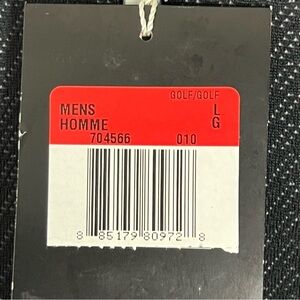 GOLF/GOLF
MENS L
HOMME G
704566 010
8 85179 80972 8